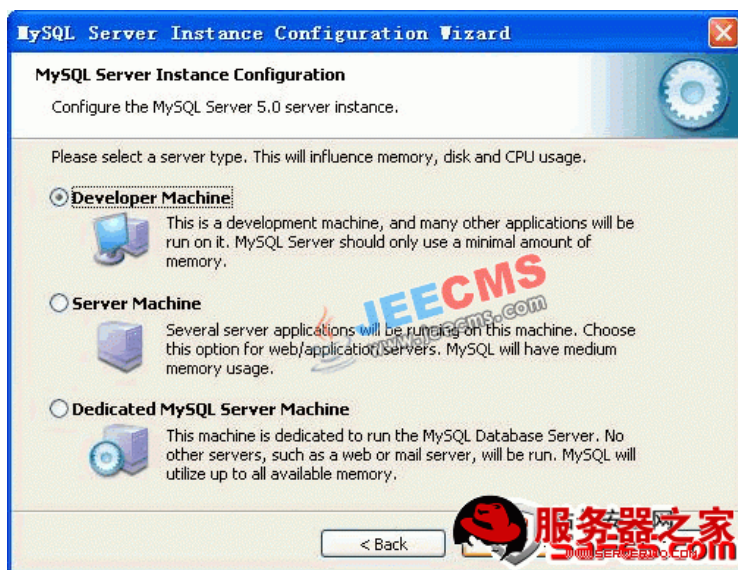 MySQL Server Instance Configuration Wizard
MySQL Server Instance Configuration
Configure the MySQL Server 5.0 server instance.
Please select a server type. This will influence memory, disk and CPU usage.
Developer Machine
This is a development machine, and many other applications will be
run on it. MySQL Server should only use a minimal amount of
memory.
Server Machine
Several server applications will be running on this machine. Choose
this option for web/application servers. MySQL will have medium
memory usage.
JEECMS
www.jeecms.com
Dedicated MySQL Server Machine
This machine is dedicated to run the MySQL Database Server. No
other servers, such as a web or mail server, will be run. MySQL will
utilize up to all available memory.
< Back
服务器之家